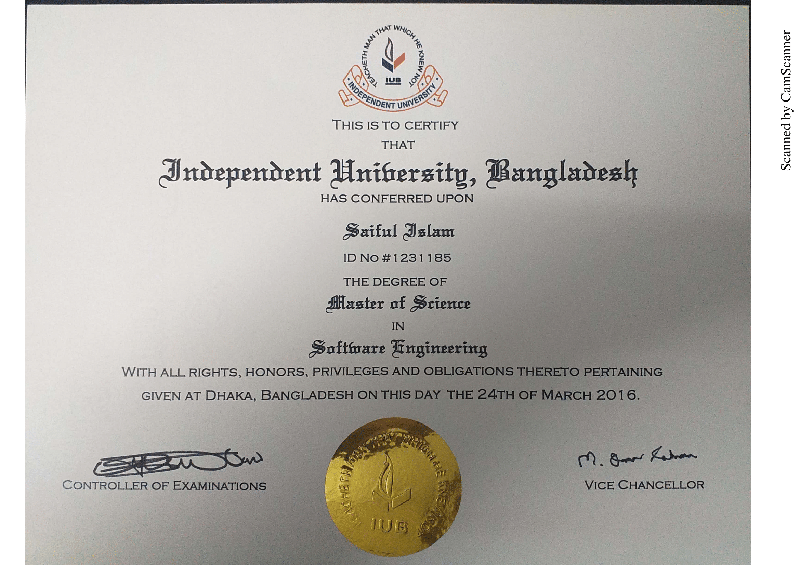 TEACHETH MAN THAT WHICH HE KNEW NOT
IUB
INDEPENDENT UNIVERSITY
THIS IS TO CERTIFY
THAT
Independent University, Bangladesh
HAS CONFERRED UPON
Saiful Islam
ID No #1231185
THE DEGREE OF
Master of Science
IN
Software Engineering
WITH ALL RIGHTS, HONORS, PRIVILEGES AND OBLIGATIONS THERETO PERTAINING
GIVEN AT DHAKA, BANGLADESH ON THIS DAY THE 24TH OF MARCH 2016.
CONTROLLER OF EXAMINATIONS
IUB
M.
VICE CHANCELLOR
Scanned by CamScanner